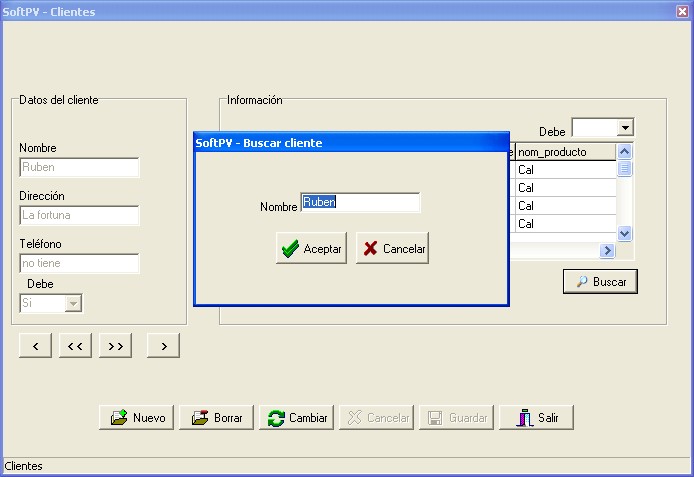 SoftPV - Clientes
Datos del cliente
Nombre
Ruben
Dirección
La fortuna
Teléfono
no tiene
Debe
Si
< << >> >
Información
Debe
nom_producto
Cal
Cal
Cal
Cal
Buscar
SoftPV - Buscar cliente
Nombre Ruben
Aceptar Cancelar
Nuevo Borrar Cambiar Cancelar Guardar Salir
Clientes